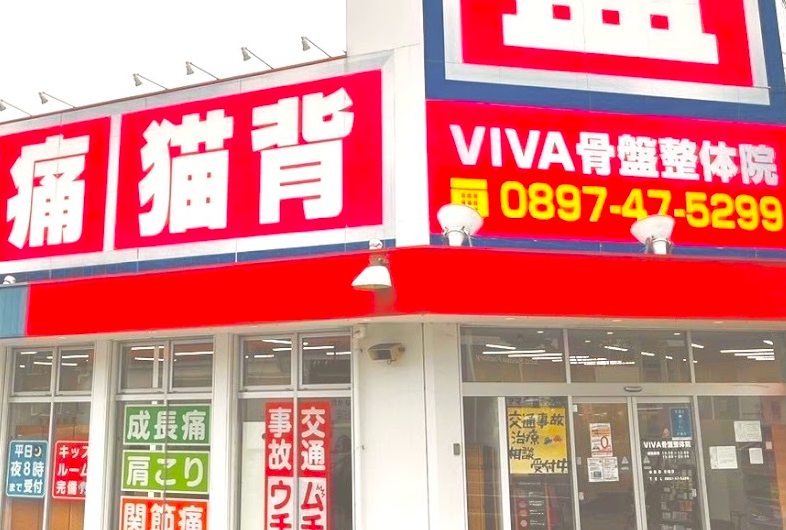 痛 猫背
VIVA骨盤整体院
0897-47-5299
平日
夜8時
まで受付
キッズ
ルーム
完備
成長痛
肩こり
関節痛
交通
事故
ムチ
ウチ
交通事故
治療
相談
受付中
VIVA骨盤整体院